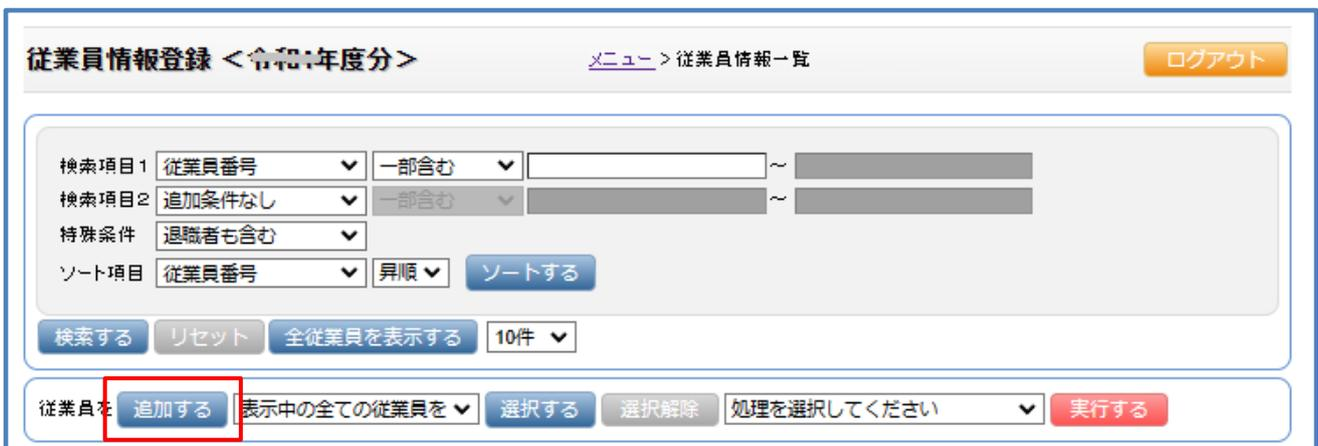 従業員情報登録 <令和 年度分> メニュー > 従業員情報一覧 ログアウト
検索項目1 従業員番号 一部含む ~
検索項目2 追加条件なし 一部含む ~
特殊条件 退職者も含む
ソート項目 従業員番号 昇順 ソートする
検索する リセット 全従業員を表示する 10件
従業員を 追加する 表示中の全ての従業員を 選択する 選択解除 処理を選択してください 実行する